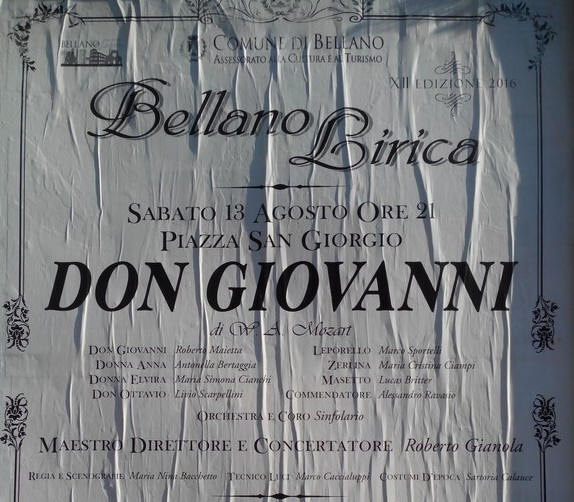 BELLANO
COMUNE DI BELLANO
ASSESSORATO ALLA CULTURA E AL TURISMO
XII EDIZIONE 2016
Bellano Lirica
SABATO 13 AGOSTO ORE 21
PIAZZA SAN GIORGIO
DON GIOVANNI
di W. A. Mozart
DON GIOVANNI Roberto Maietta
LEPORELLO Marco Sportelli
DONNA ANNA Antonella Bertaggia
ZERLINA Maria Cristina Ciampi
DONNA ELVIRA Maria Simona Cianchi
MASETTO Lucas Britter
DON OTTAVIO Livio Scarpellini
COMMENDATORE Alessandro Ravasio
ORCHESTRA E CORO Sinfolario
MAESTRO DIRETTORE E CONCERTATORE Roberto Gianola
REGIA E SCENOGRAFIE Maria Nina Bacchetto TECNICO LUCI Marco Caccialuppi COSTUMI D'EPOCA Sartoria Calauce